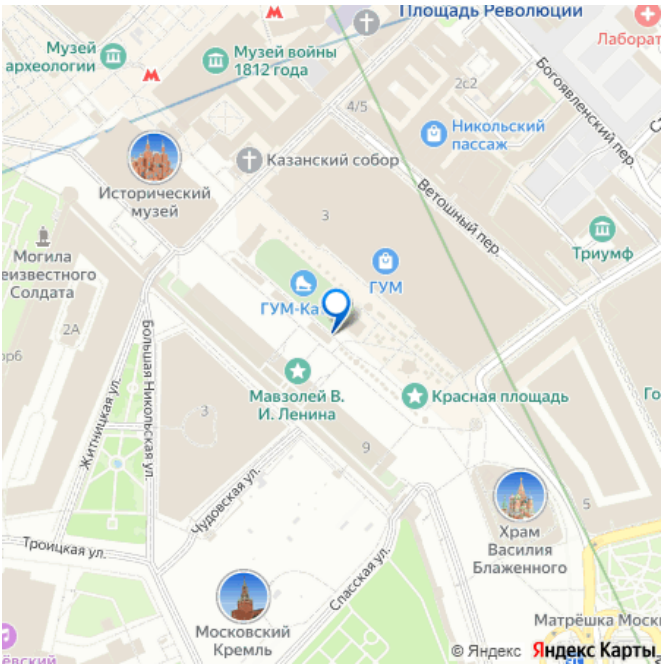 Площадь Революции
Лаборат
Музей
археологии
Музей войны
1812 года
2с2
Богоявленский пер.
4/5
Никольский
пассаж
Казанский собор
Исторический
музей
Ветошный пер.
3
Могила
еизвестного
Солдата
Триумф
ГУМ
ГУМ-Ка
2А
Большая Никольская ул.
Житницкая ул.
Мавзолей В.
И. Ленина
Красная площадь
Го
3
9
Чудовская ул.
5
Храм
Василия
Блаженного
Троицкая ул.
Спасская ул.
Московский
Кремль
Матрёшка Моск
ёвский
© Яндекс Яндекс Карты